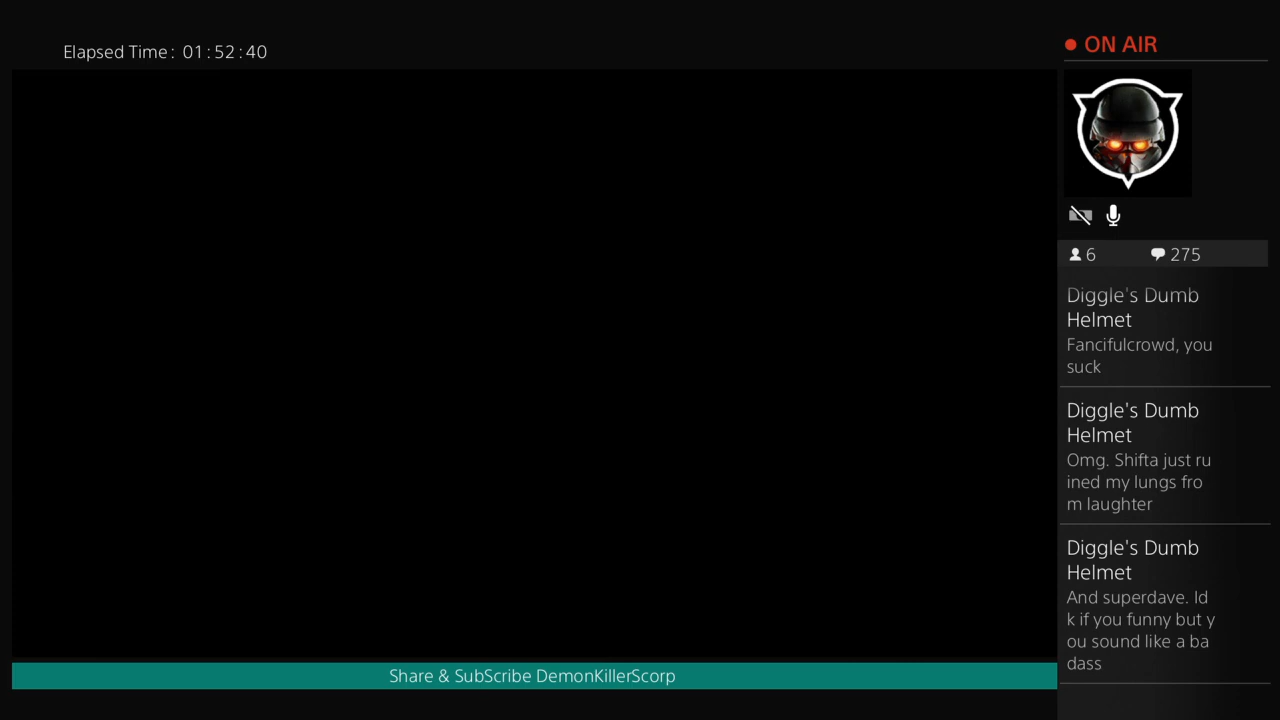 Elapsed Time: 01:52:40
ON AIR
6 275
Diggle's Dumb
Helmet
Fancifulcrowd, you
suck
Diggle's Dumb
Helmet
Omg. Shifta just ru
ined my lungs fro
m laughter
Diggle's Dumb
Helmet
And superdave. Id
k if you funny but y
ou sound like a ba
dass
Share & SubScribe DemonKillerScorp